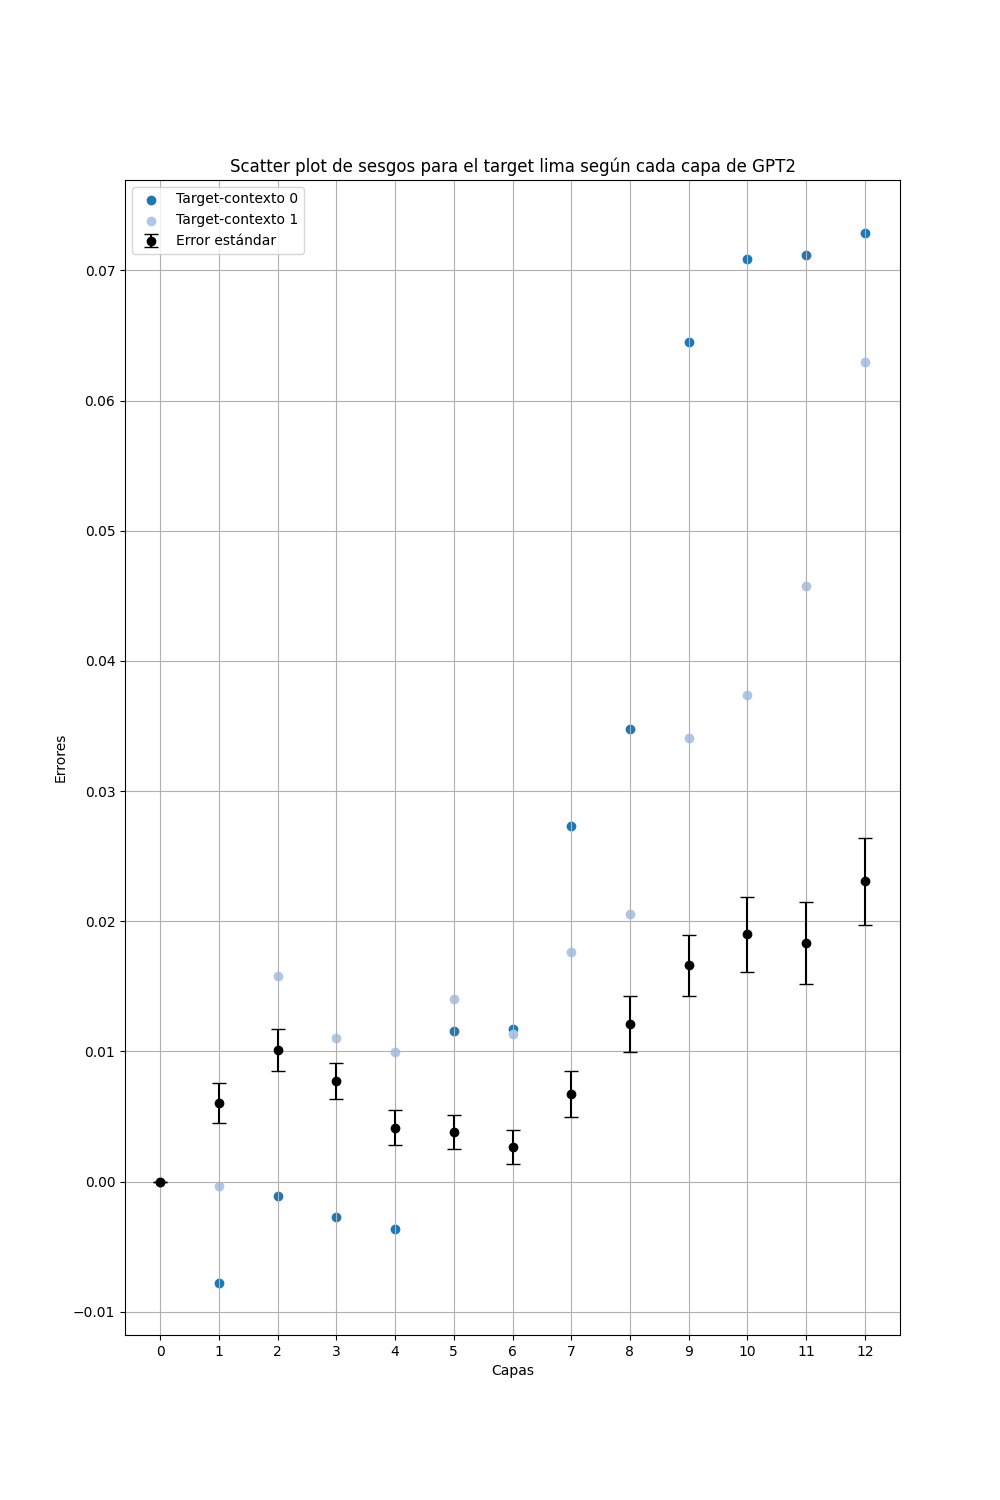 Scatter plot de sesgos para el target lima según cada capa de GPT2
Target-contexto 0
Target-contexto 1
Error estándar
0.07
0.06
0.05
0.04
0.03
0.02
0.01
0.00
−0.01
Errores
0 1 2 3 4 5 6 7 8 9 10 11 12
Capas